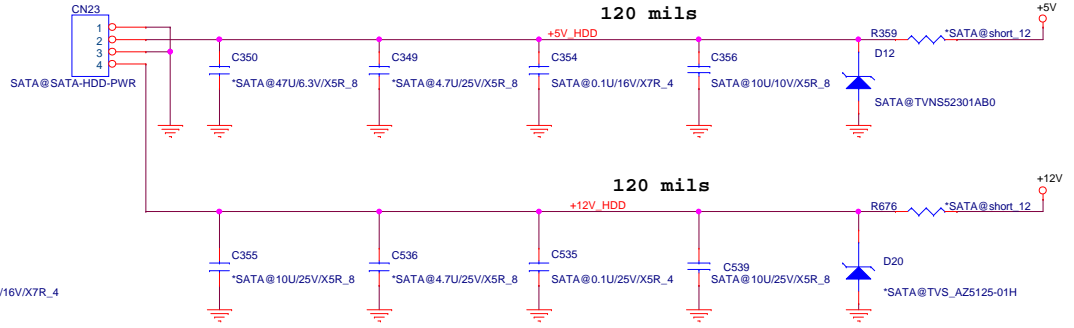 CN23
1
2
3
4
SATA@SATA-HDD-PWR
120 mils
+5V_HDD
+5V
R359
*SATA@short_12
C350
*SATA@47U/6.3V/X5R_8
C349
*SATA@4.7U/25V/X5R_8
C354
SATA@0.1U/16V/X7R_4
C356
SATA@10U/10V/X5R_8
D12
SATA@TVNS52301AB0
120 mils
+12V_HDD
+12V
R676
*SATA@short_12
C355
*SATA@10U/25V/X5R_8
C536
*SATA@4.7U/25V/X5R_8
C535
SATA@0.1U/25V/X5R_4
C539
SATA@10U/25V/X5R_8
D20
*SATA@TVS_AZ5125-01H
/16V/X7R_4